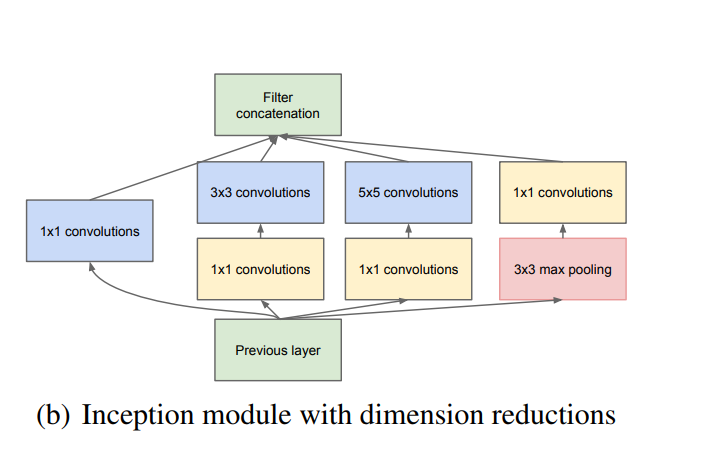 Filter
concatenation
3x3 convolutions
5x5 convolutions
1x1 convolutions
1x1 convolutions
1x1 convolutions
1x1 convolutions
3x3 max pooling
Previous layer
(b) Inception module with dimension reductions